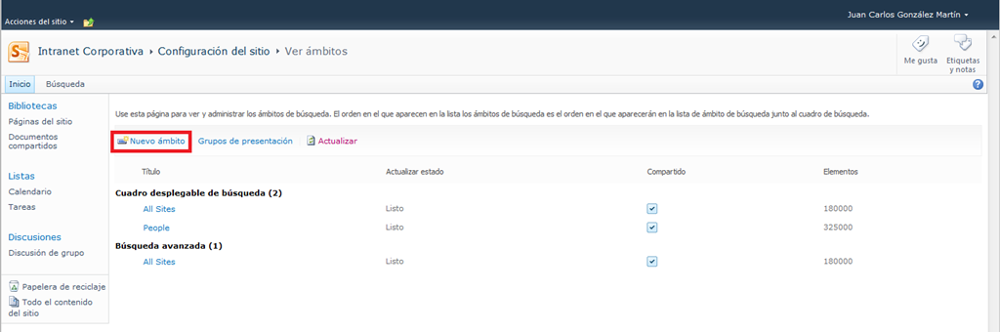 Acciones del sitio
Juan Carlos González Martín
Intranet Corporativa ▸ Configuración del sitio ▸ Ver ámbitos
Me gusta
Etiquetas
y notas
Inicio
Búsqueda
Bibliotecas
Páginas del sitio
Documentos
compartidos
Listas
Calendario
Tareas
Discusiones
Discusión de grupo
Papelera de reciclaje
Todo el contenido
del sitio
Use esta página para ver y administrar los ámbitos de búsqueda. El orden en el que aparecen en la lista los ámbitos de búsqueda es el orden en el que aparecerán en la lista de ámbito de búsqueda junto al cuadro de búsqueda.
Nuevo ámbito Grupos de presentación Actualizar
Título Actualizar estado Compartido Elementos
Cuadro desplegable de búsqueda (2)
All Sites Listo 180000
People Listo 325000
Búsqueda avanzada (1)
All Sites Listo 180000